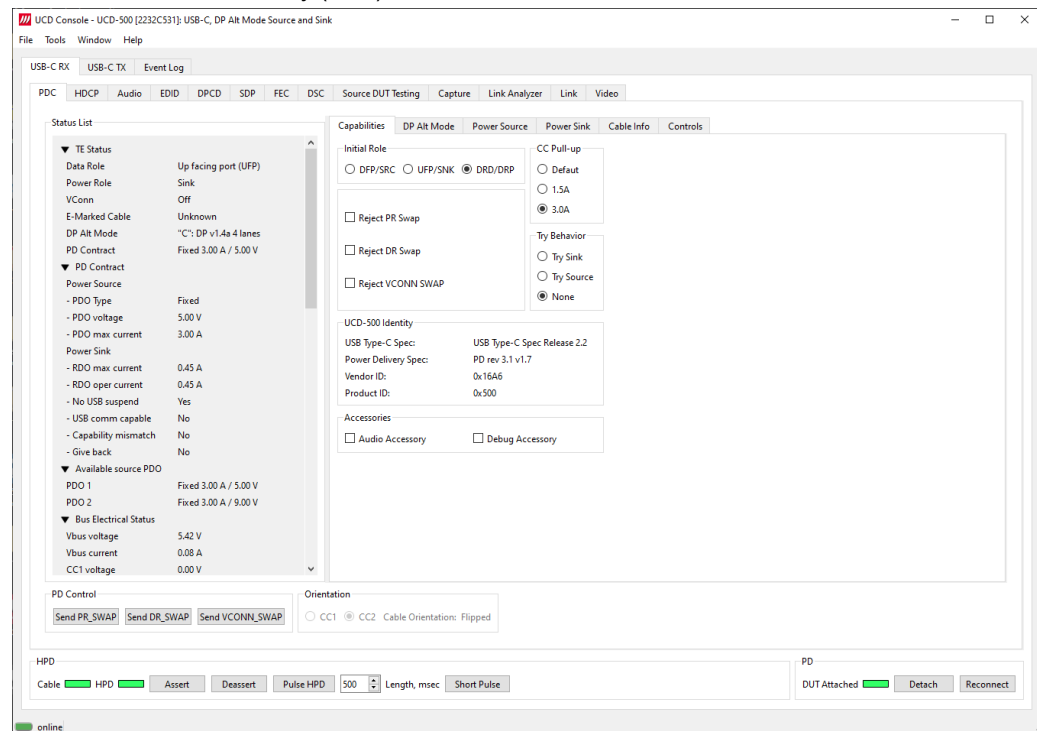 UCD Console - UCD-500 [2232C531]: USB-C, DP Alt Mode Source and Sink
File Tools Window Help
USB-C RX USB-C TX Event Log
PDC HDCP Audio EDID DPCD SDP FEC DSC Source DUT Testing Capture Link Analyzer Link Video
Status List
TE Status
Data Role Up facing port (UFP)
Power Role Sink
VConn Off
E-Marked Cable Unknown
DP Alt Mode "C": DP v1.4a 4 lanes
PD Contract Fixed 3.00 A / 5.00 V
PD Contract
Power Source
- PDO Type Fixed
- PDO voltage 5.00 V
- PDO max current 3.00 A
Power Sink
- RDO max current 0.45 A
- RDO oper current 0.45 A
- No USB suspend Yes
- USB comm capable No
- Capability mismatch No
- Give back No
Available source PDO
PDO 1 Fixed 3.00 A / 5.00 V
PDO 2 Fixed 3.00 A / 9.00 V
Bus Electrical Status
Vbus voltage 5.42 V
Vbus current 0.08 A
CC1 voltage 0.00 V
Capabilities DP Alt Mode Power Source Power Sink Cable Info Controls
Initial Role
DFP/SRC UFP/SNK DRD/DRP
Reject PR Swap
Reject DR Swap
Reject VCONN SWAP
CC Pull-up
Defaut
1.5A
3.0A
Try Behavior
Try Sink
Try Source
None
UCD-500 Identity
USB Type-C Spec: USB Type-C Spec Release 2.2
Power Delivery Spec: PD rev 3.1 v1.7
Vendor ID: 0x16A6
Product ID: 0x500
Accessories
Audio Accessory Debug Accessory
PD Control
Send PR_SWAP Send DR_SWAP Send VCONN_SWAP
Orientation
CC1 CC2 Cable Orientation: Flipped
HPD
Cable HPD Assert Deassert Pulse HPD 500 Length, msec Short Pulse
PD
DUT Attached Detach Reconnect
online